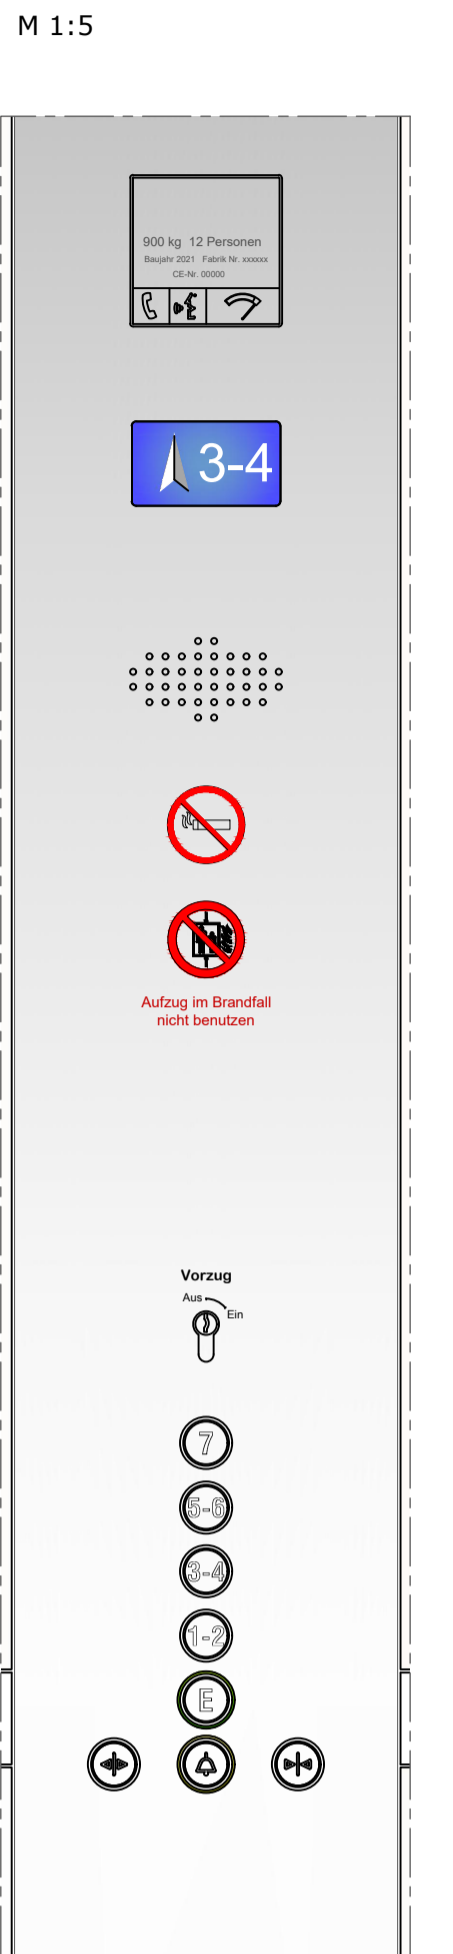 M 1:5
900 kg 12 Personen
Baujahr 2021 Fabrik Nr. xxxxxx
CE-Nr. 00000
3-4
Aufzug im Brandfall
nicht benutzen
Vorzug
Aus
Ein
7
5-6
3-4
1-2
E